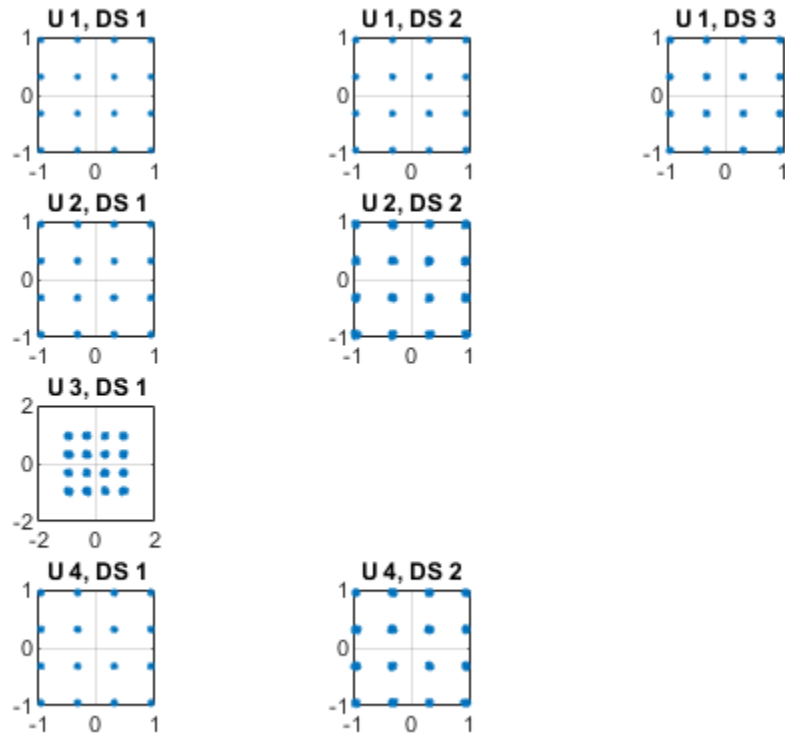 U 1, DS 1
U 1, DS 2
U 1, DS 3
1
0
-1
-1 0 1
1
0
-1
-1 0 1
1
0
-1
-1 0 1
U 2, DS 1
U 2, DS 2
1
0
-1
-1 0 1
1
0
-1
-1 0 1
U 3, DS 1
2
0
-2
-2 0 2
U 4, DS 1
U 4, DS 2
1
0
-1
-1 0 1
1
0
-1
-1 0 1